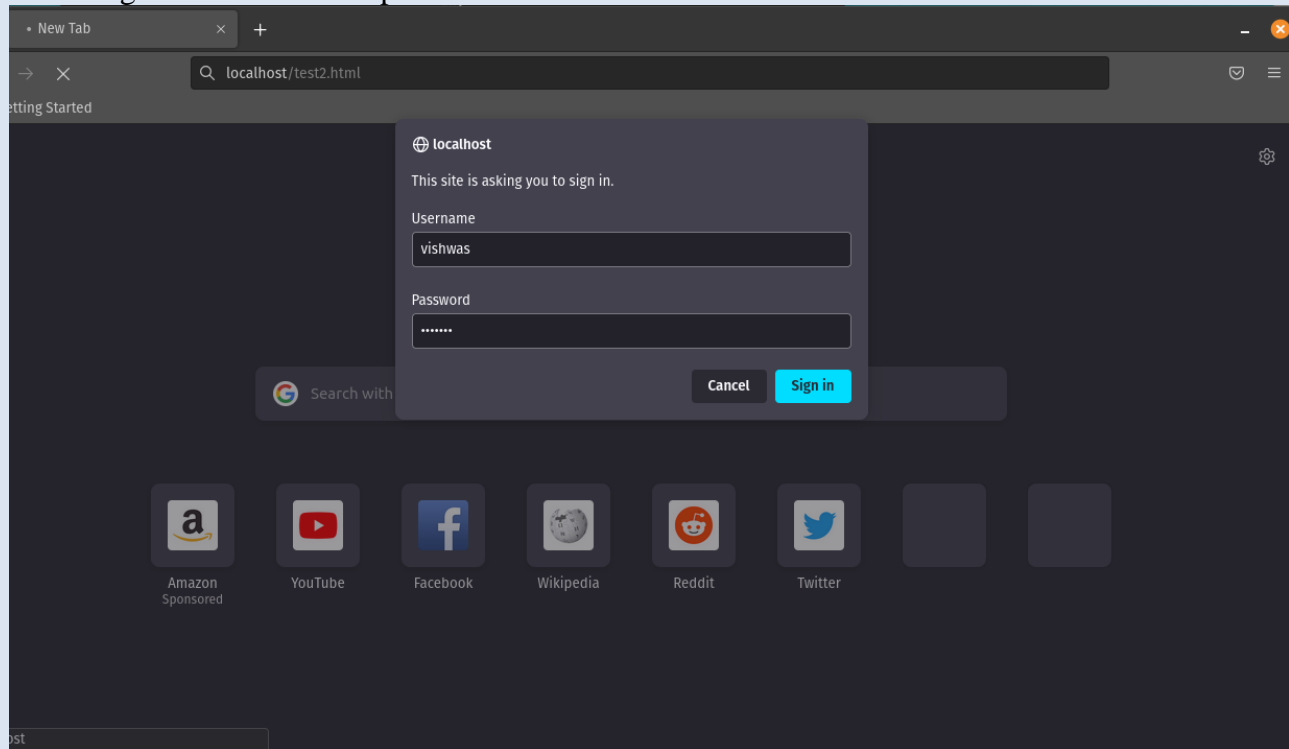 • New Tab
localhost/test2.html
Getting Started
localhost
This site is asking you to sign in.
Username
vishwas
Password
•••••••
Cancel Sign in
Search with
Amazon YouTube Facebook Wikipedia Reddit Twitter
Sponsored
ost